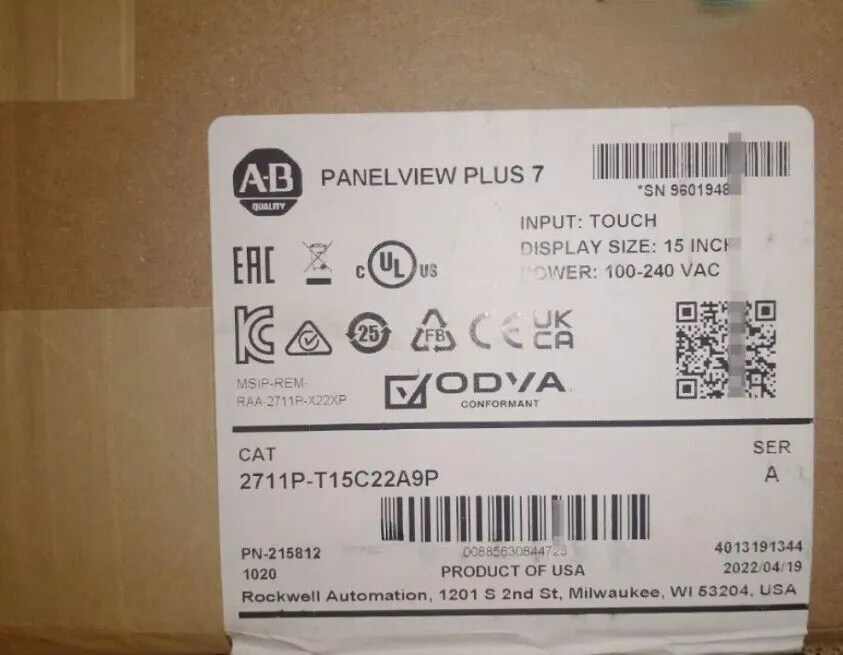 A·B
QUALITY
PANELVIEW PLUS 7
*SN 9601948
INPUT: TOUCH
DISPLAY SIZE: 15 INCH
POWER: 100-240 VAC
EAC
C UL US
25
FB
CE
UK
CA
MSIP-REM-
RAA-2711P-X22XP
ODVA
CONFORMANT
CAT
SER
2711P-T15C22A9P
A
PN-215812
00885630844725
4013191344
1020
PRODUCT OF USA
2022/04/19
Rockwell Automation, 1201 S 2nd St, Milwaukee, WI 53204, USA